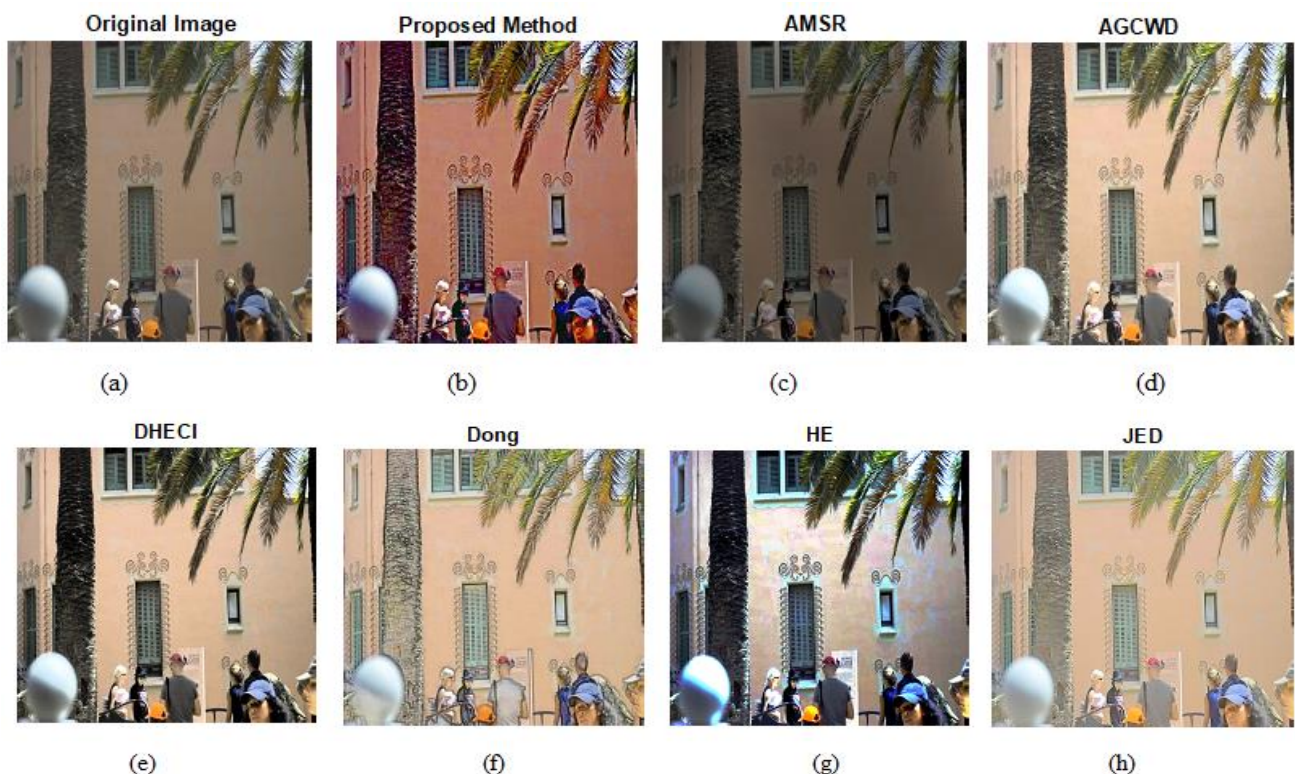 Original Image
Proposed Method
AMSR
AGCWD
(a)
(b)
(c)
(d)
DHECI
Dong
HE
JED
(e)
(f)
(g)
(h)